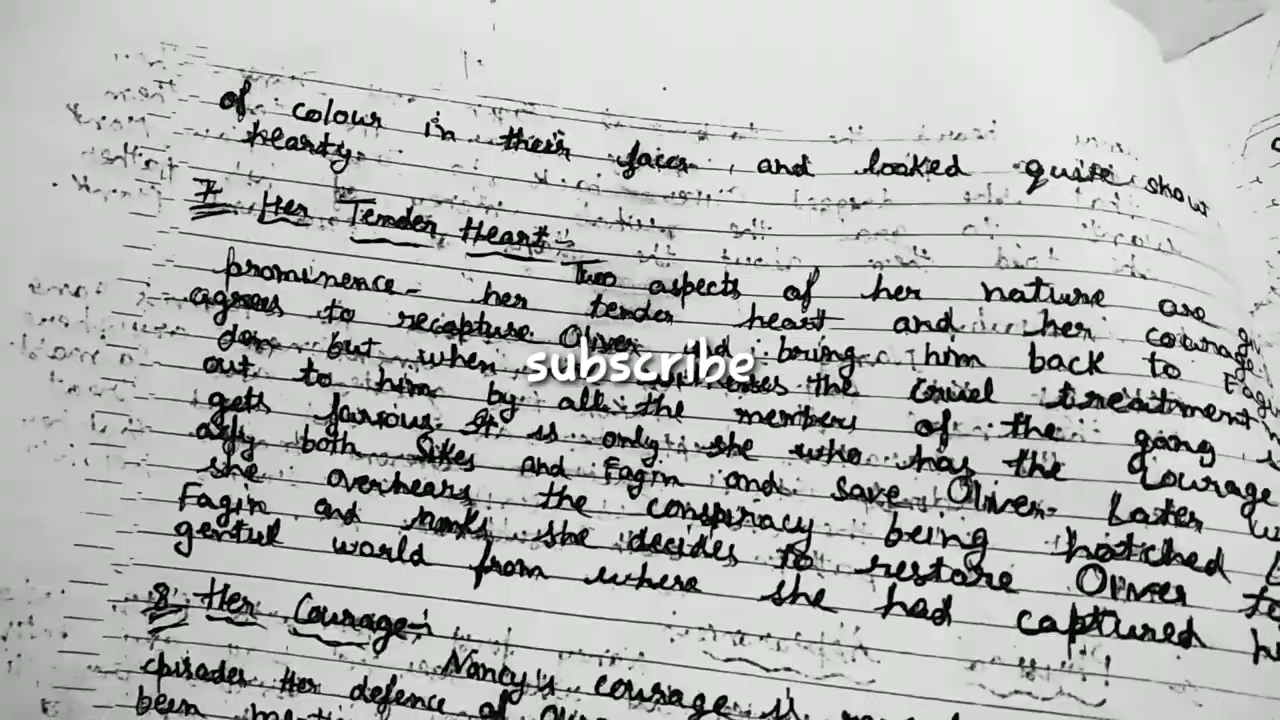 of colour in their faces and looked quite show
hearty.
7 Her Tender Heart:-
Two aspects of her nature are
prominence- her tender heart and her courage.
agrees to recapture Oliver and bring him back to Fagi
den but when the cruel treatment
out to him by all the members of the gang
gets furious. It is only she who has the courage
both Sikes and Fagin and save Oliver. Later
she overhears the conspiracy being hatched
Fagin and Monks she decides to restore Oliver
genteel world from where she had captured
8 Her Courage:-
Nancy's courage is
episodes Her defence of
been
subscribe